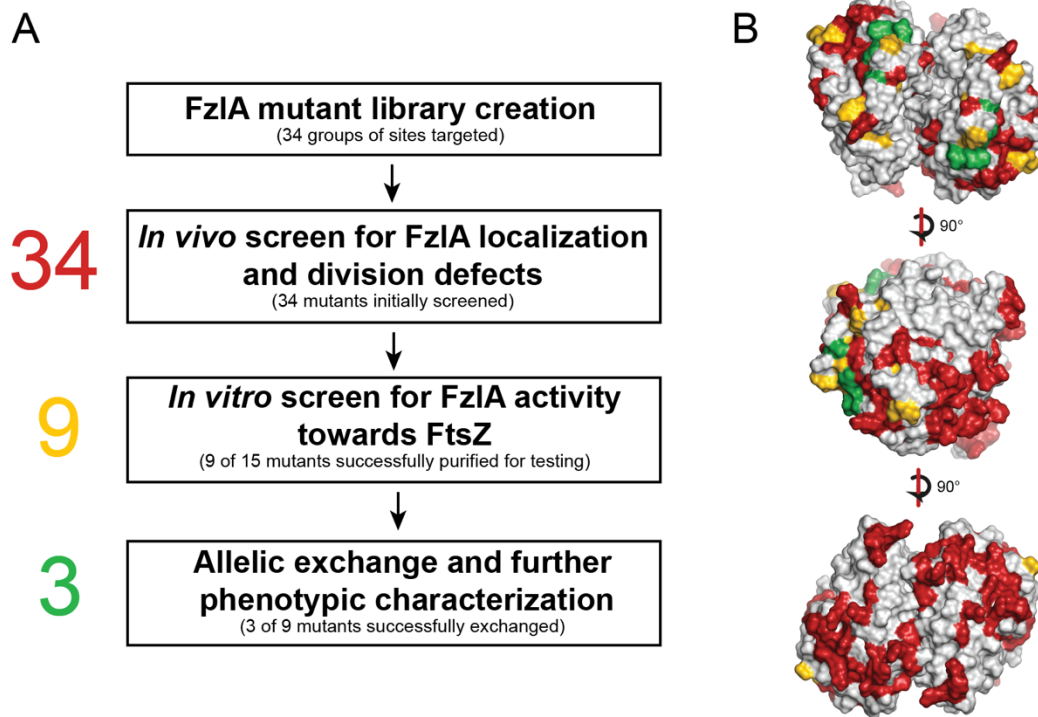 A
FzlA mutant library creation
(34 groups of sites targeted)
34
In vivo screen for FzlA localization
and division defects
(34 mutants initially screened)
9
In vitro screen for FzlA activity
towards FtsZ
(9 of 15 mutants successfully purified for testing)
3
Allelic exchange and further
phenotypic characterization
(3 of 9 mutants successfully exchanged)
B
90°
90°